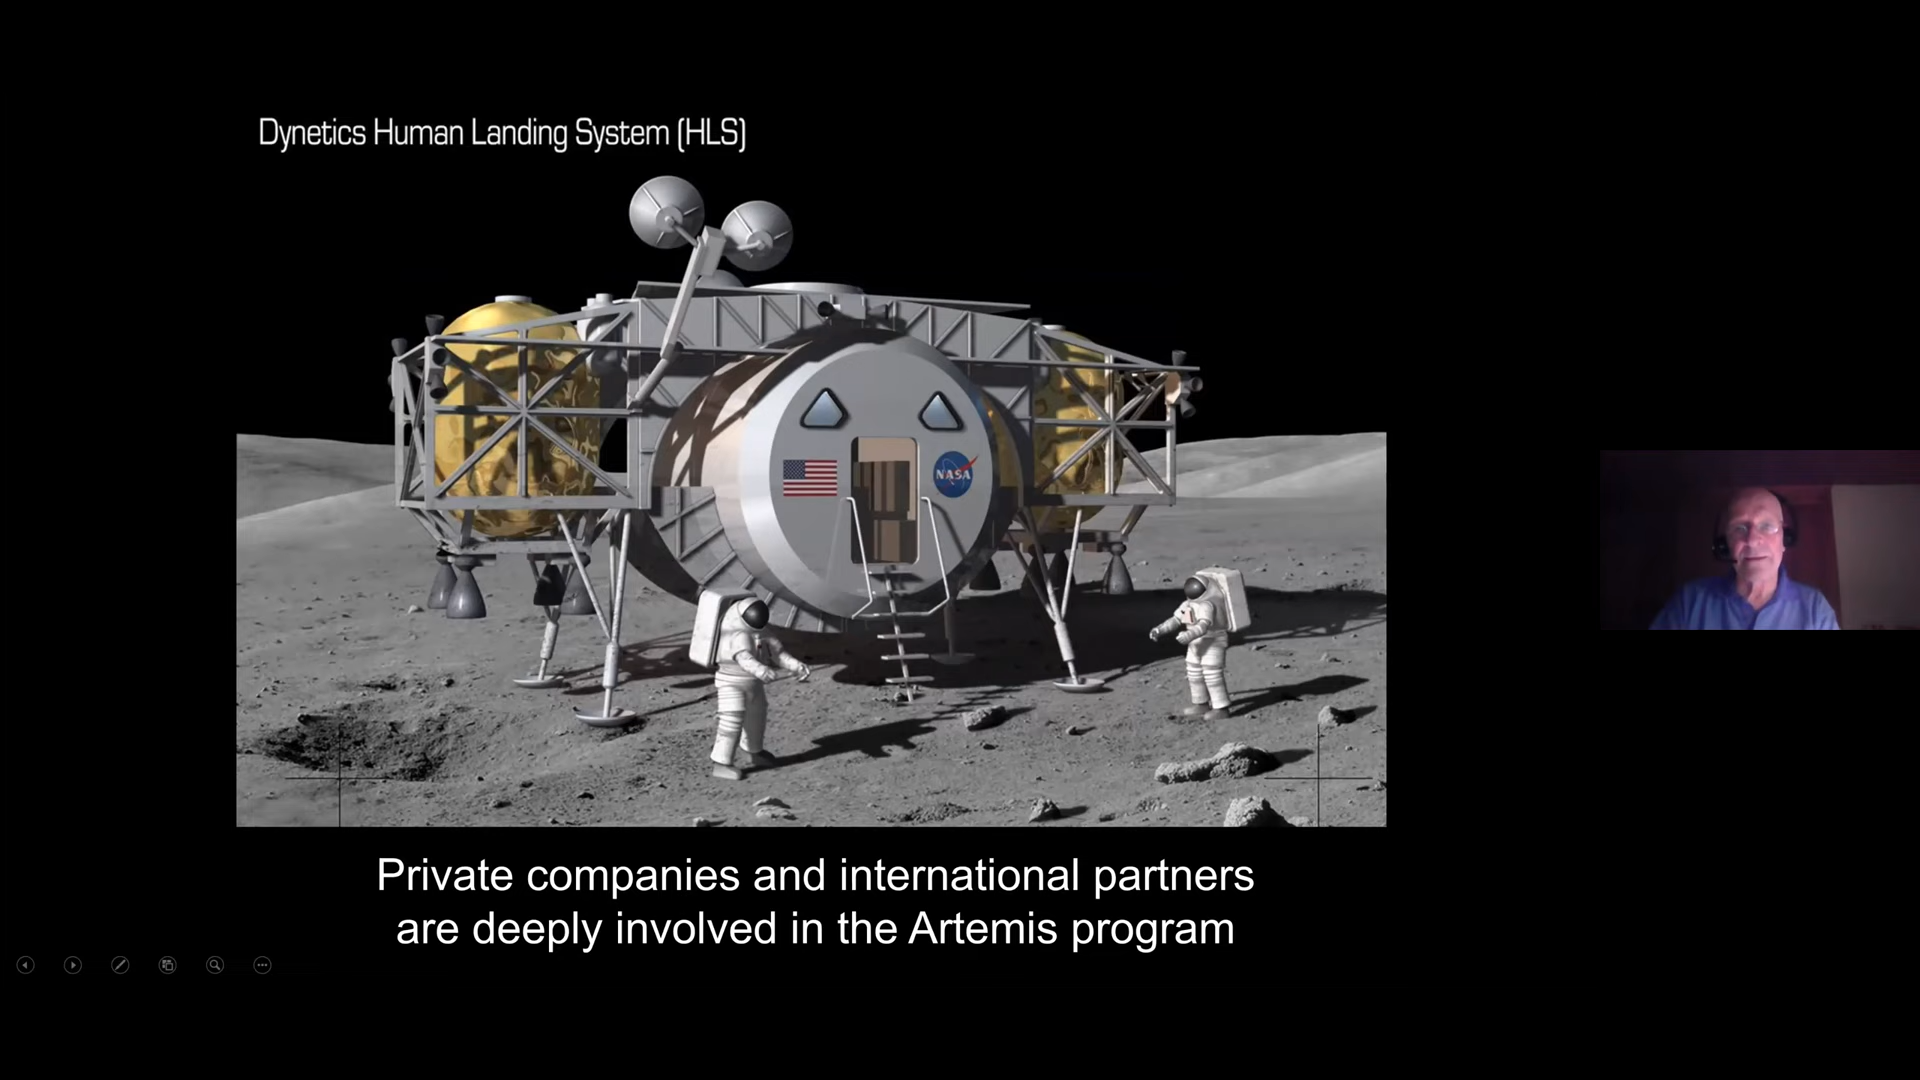 Dynetics Human Landing System (HLS)
NASA
Private companies and international partners
are deeply involved in the Artemis program